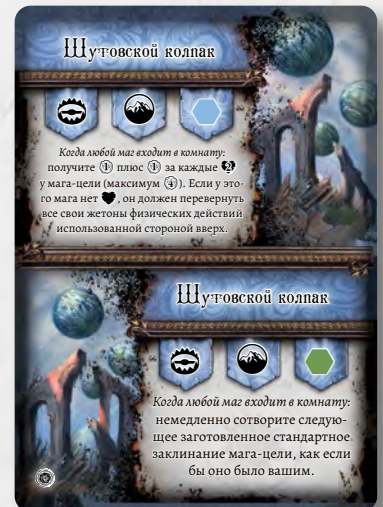 Шутовской колпак
Когда любой маг входит в комнату:
получите 1 плюс 1 за каждые 2
у мага-цели (максимум 4). Если у это-
го мага нет , он должен перевернуть
все свои жетоны физических действий
использованной стороной вверх.
Шутовской колпак
Когда любой маг входит в комнату:
немедленно сотворите следую-
щее заготовленное стандартное
заклинание мага-цели, как если
бы оно было вашим.